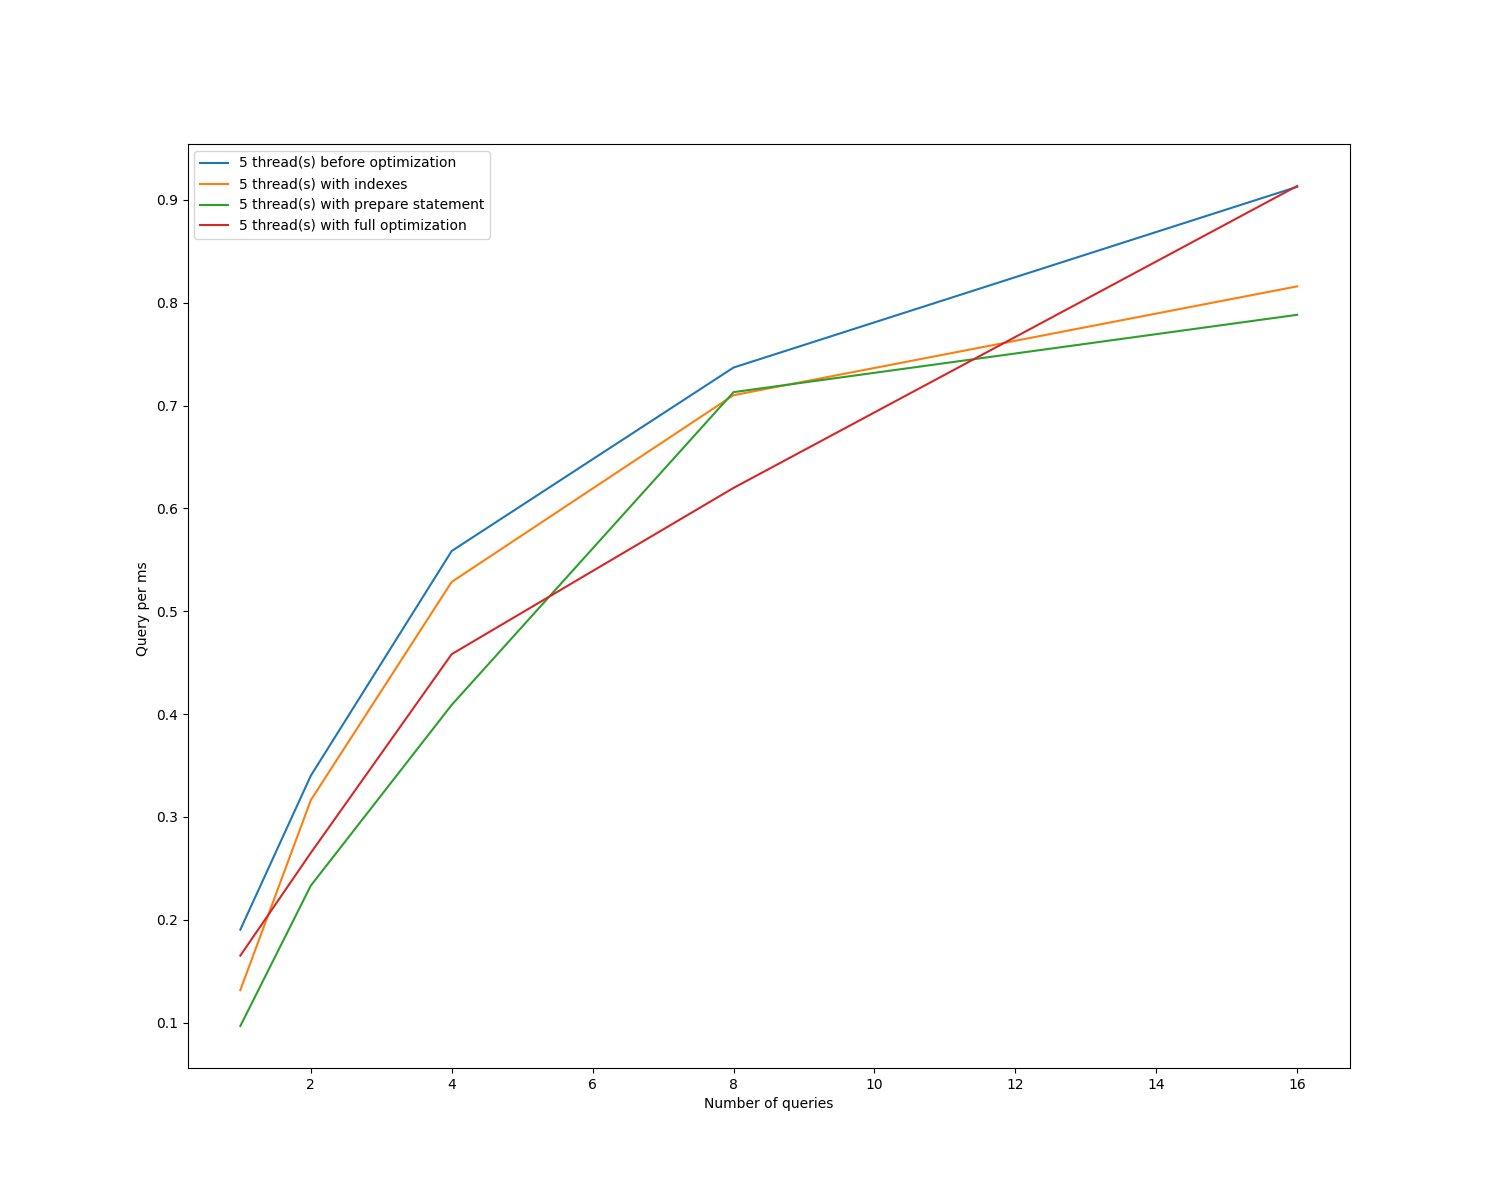 5 thread(s) before optimization
5 thread(s) with indexes
5 thread(s) with prepare statement
5 thread(s) with full optimization
0.9
0.8
0.7
0.6
0.5
0.4
0.3
0.2
0.1
Query per ms
2 4 6 8 10 12 14 16
Number of queries